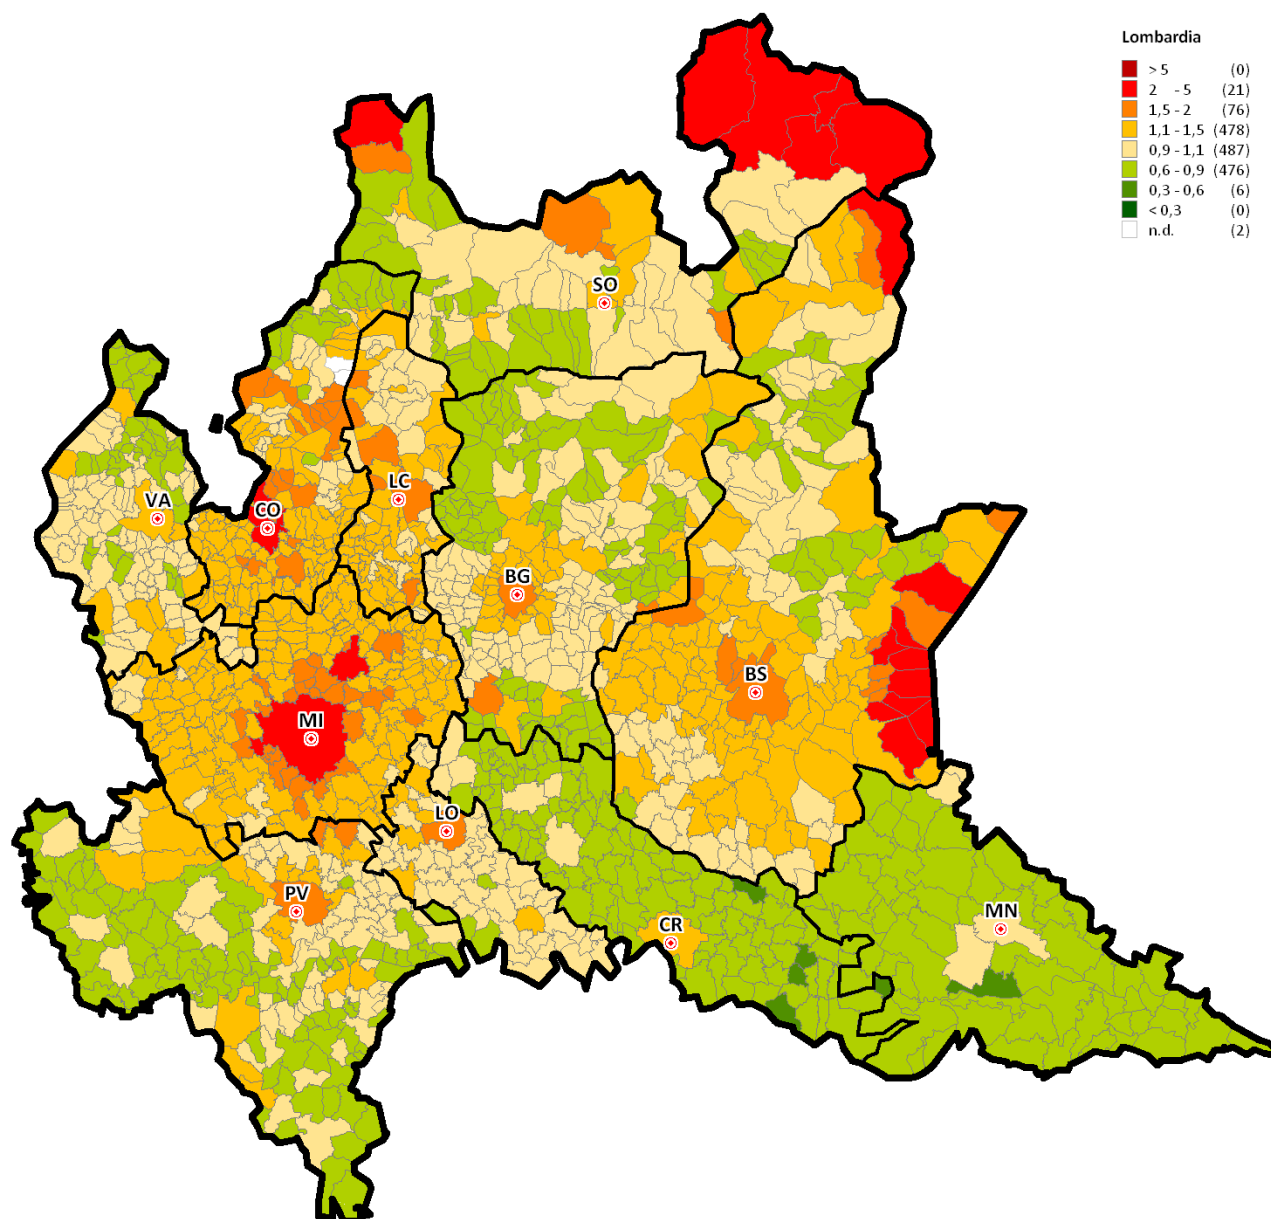 Lombardia
> 5 (0)
2 - 5 (21)
1,5 - 2 (76)
1,1 - 1,5 (478)
0,9 - 1,1 (487)
0,6 - 0,9 (476)
0,3 - 0,6 (6)
< 0,3 (0)
n.d. (2)
SO
LC
VA
CO
BG
BS
MI
LO
PV
CR
MN